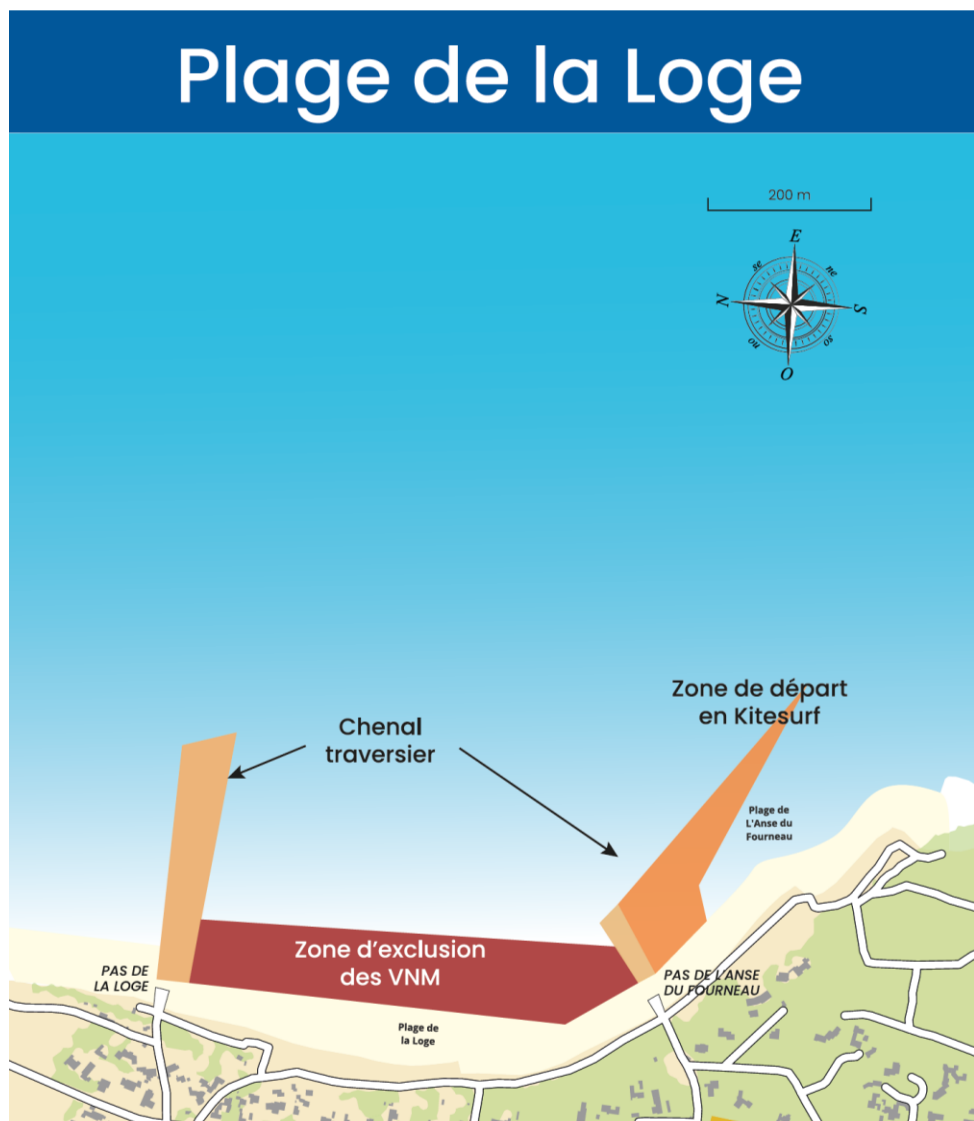 Plage de la Loge
200 m
E
se
ne
N
S
no
so
O
Zone de départ
en Kitesurf
Chenal
traversier
Plage de
L'Anse du
Fourneau
Zone d'exclusion
des VNM
PAS DE
LA LOGE
PAS DE L'ANSE
DU FOURNEAU
Plage de
la Loge